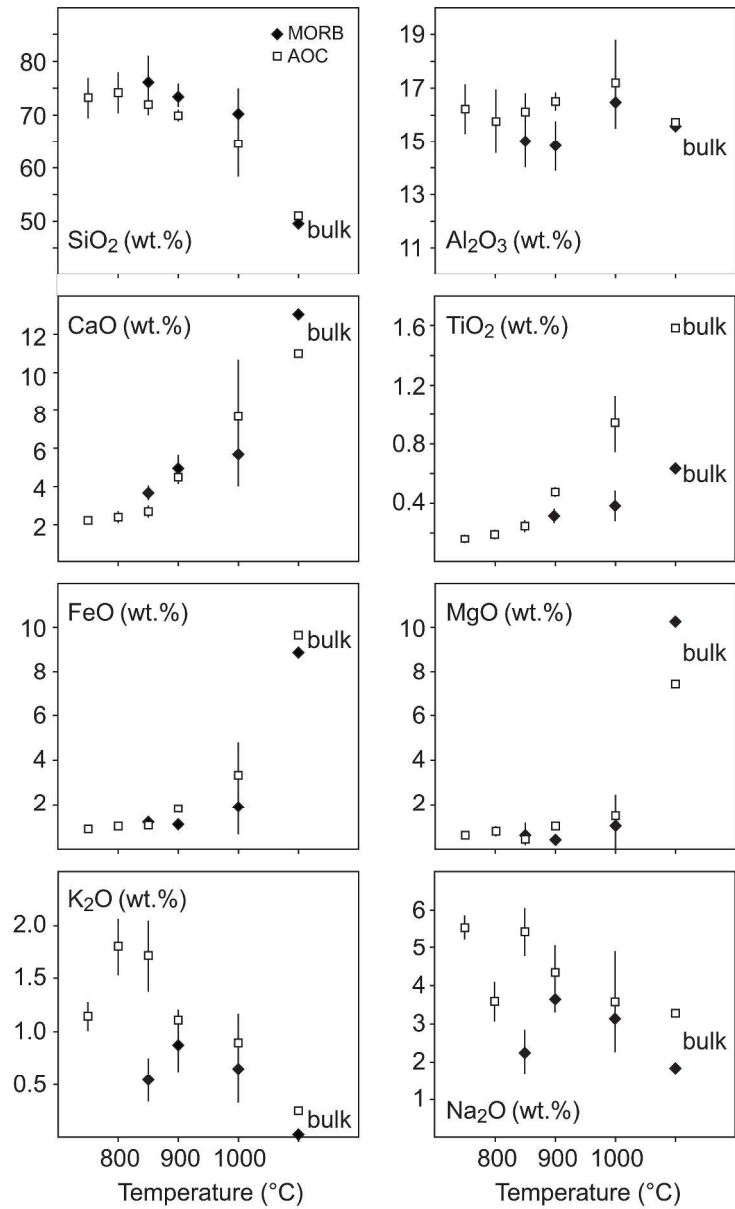 MORB
AOC
90
80
70
60
50
SiO₂ (wt.%)
bulk
19
17
15
13
11
Al₂O₃ (wt.%)
bulk
CaO (wt.%)
12
10
8
6
4
2
bulk
TiO₂ (wt.%)
1.6
1.2
0.8
0.4
bulk
bulk
FeO (wt.%)
10
8
6
4
2
bulk
MgO (wt.%)
10
8
6
4
2
bulk
K₂O (wt.%)
2.0
1.5
1.0
0.5
bulk
800 900 1000
Temperature (°C)
6
5
4
3
2
1
bulk
Na₂O (wt.%)
800 900 1000
Temperature (°C)